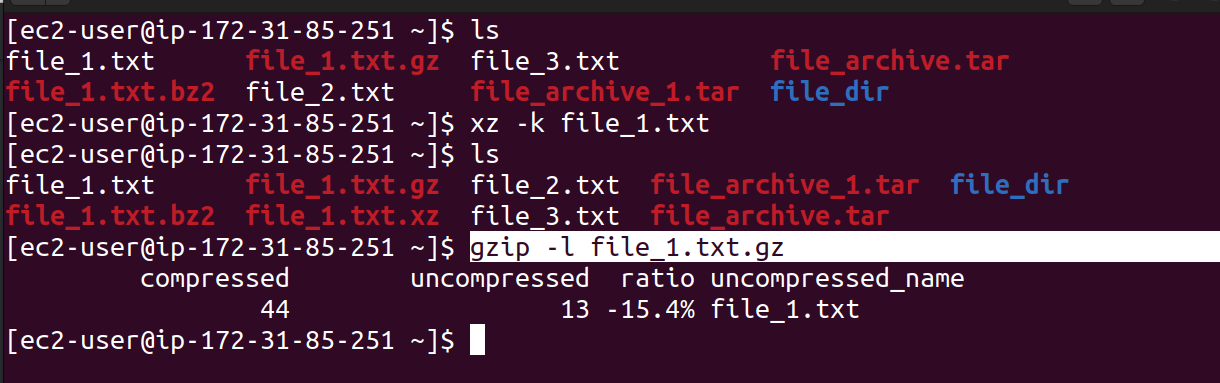 [ec2-user@ip-172-31-85-251 ~]$ ls
file_1.txt      file_1.txt.gz  file_3.txt          file_archive.tar
file_1.txt.bz2  file_2.txt     file_archive_1.tar  file_dir
[ec2-user@ip-172-31-85-251 ~]$ xz -k file_1.txt
[ec2-user@ip-172-31-85-251 ~]$ ls
file_1.txt      file_1.txt.gz  file_2.txt  file_archive_1.tar  file_dir
file_1.txt.bz2  file_1.txt.xz  file_3.txt  file_archive.tar
[ec2-user@ip-172-31-85-251 ~]$ gzip -l file_1.txt.gz
         compressed        uncompressed  ratio uncompressed_name
                 44                  13 -15.4% file_1.txt
[ec2-user@ip-172-31-85-251 ~]$